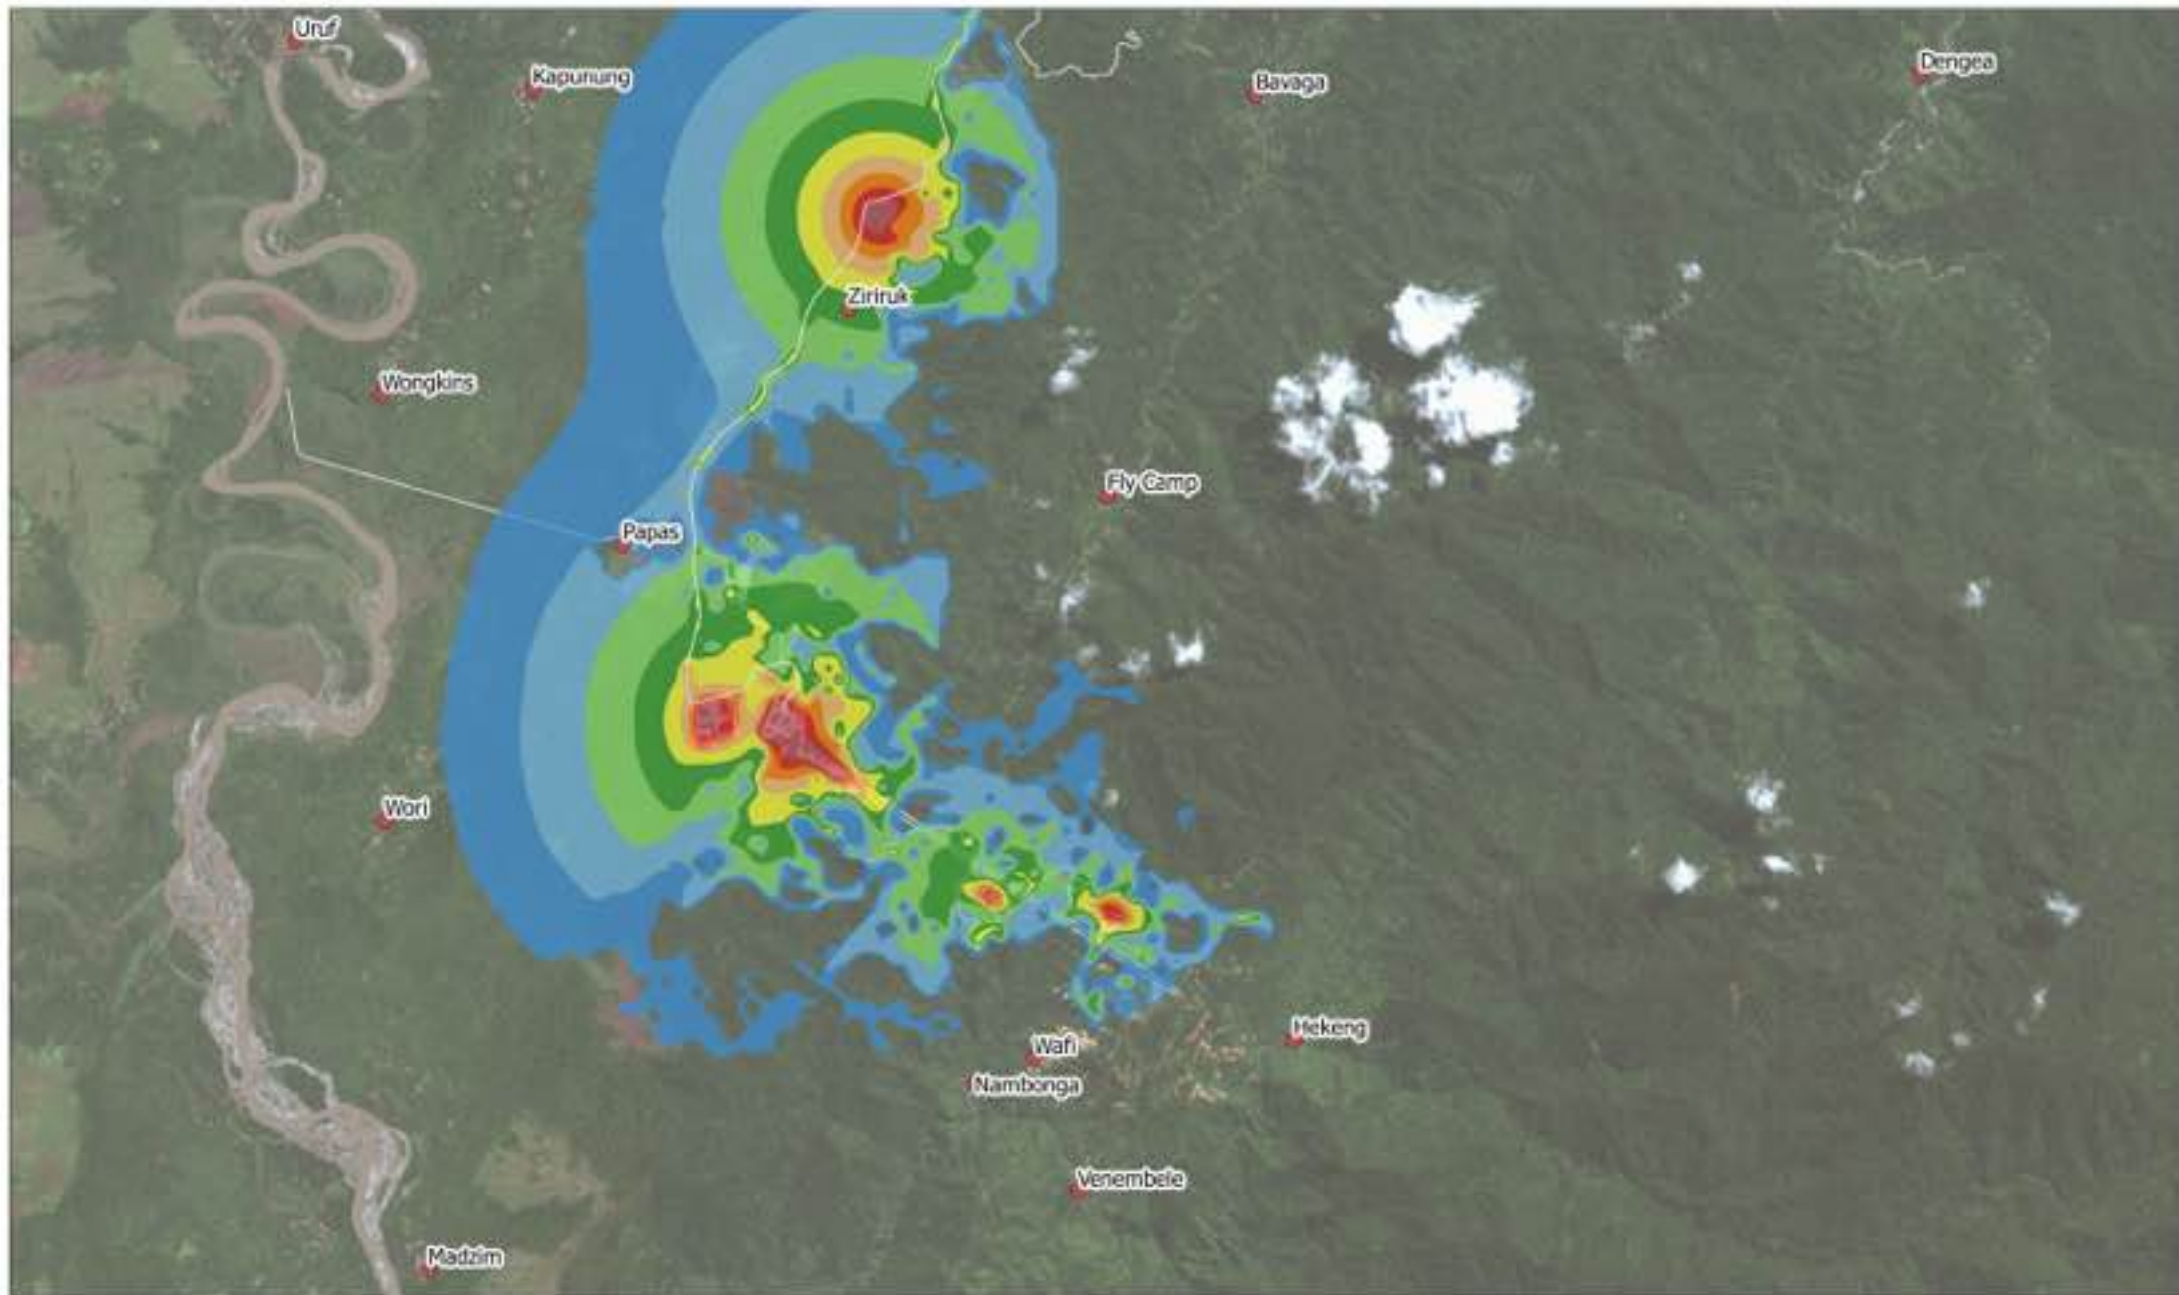 Uruf
Kapunung
Bavaga
Dengea
Ziriruk
Wongkins
Fly Camp
Papas
Wori
Hekeng
Wafi
Nambonga
Venembele
Madzim